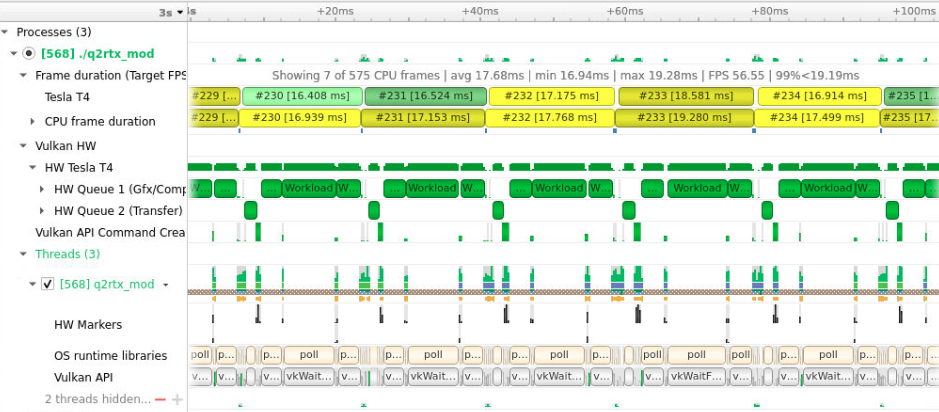 3s +20ms +40ms +60ms +80ms +100ms
Processes (3)
[568] ./q2rtx_mod
Frame duration (Target FPS
Showing 7 of 575 CPU frames | avg 17.68ms | min 16.94ms | max 19.28ms | FPS 56.55 | 99%<19.19ms
Tesla T4 #229 [... #230 [16.408 ms] #231 [16.524 ms] #232 [17.175 ms] #233 [18.581 ms] #234 [16.914 ms] #235 [1...
CPU frame duration #229 [... #230 [16.939 ms] #231 [17.153 ms] #232 [17.768 ms] #233 [19.280 ms] #234 [17.499 ms] #235 [17...
Vulkan HW
HW Tesla T4
HW Queue 1 (Gfx/Comp W... ... ... Workload W... ... ... Workload W... ... Workload W... ... ... Workload W... ... ... Workload W... ... ...
HW Queue 2 (Transfer)
Vulkan API Command Crea
Threads (3)
[568] q2rtx_mod
HW Markers
OS runtime libraries poll p... p... poll p... p... poll p... p... poll p... poll poll poll p... poll p... p... p...
Vulkan API v... v... v... vkWait... v... v... vkWait... v... v... vkWait... v... v... vkWaitF... v... v... vkWait... v... v...
2 threads hidden...